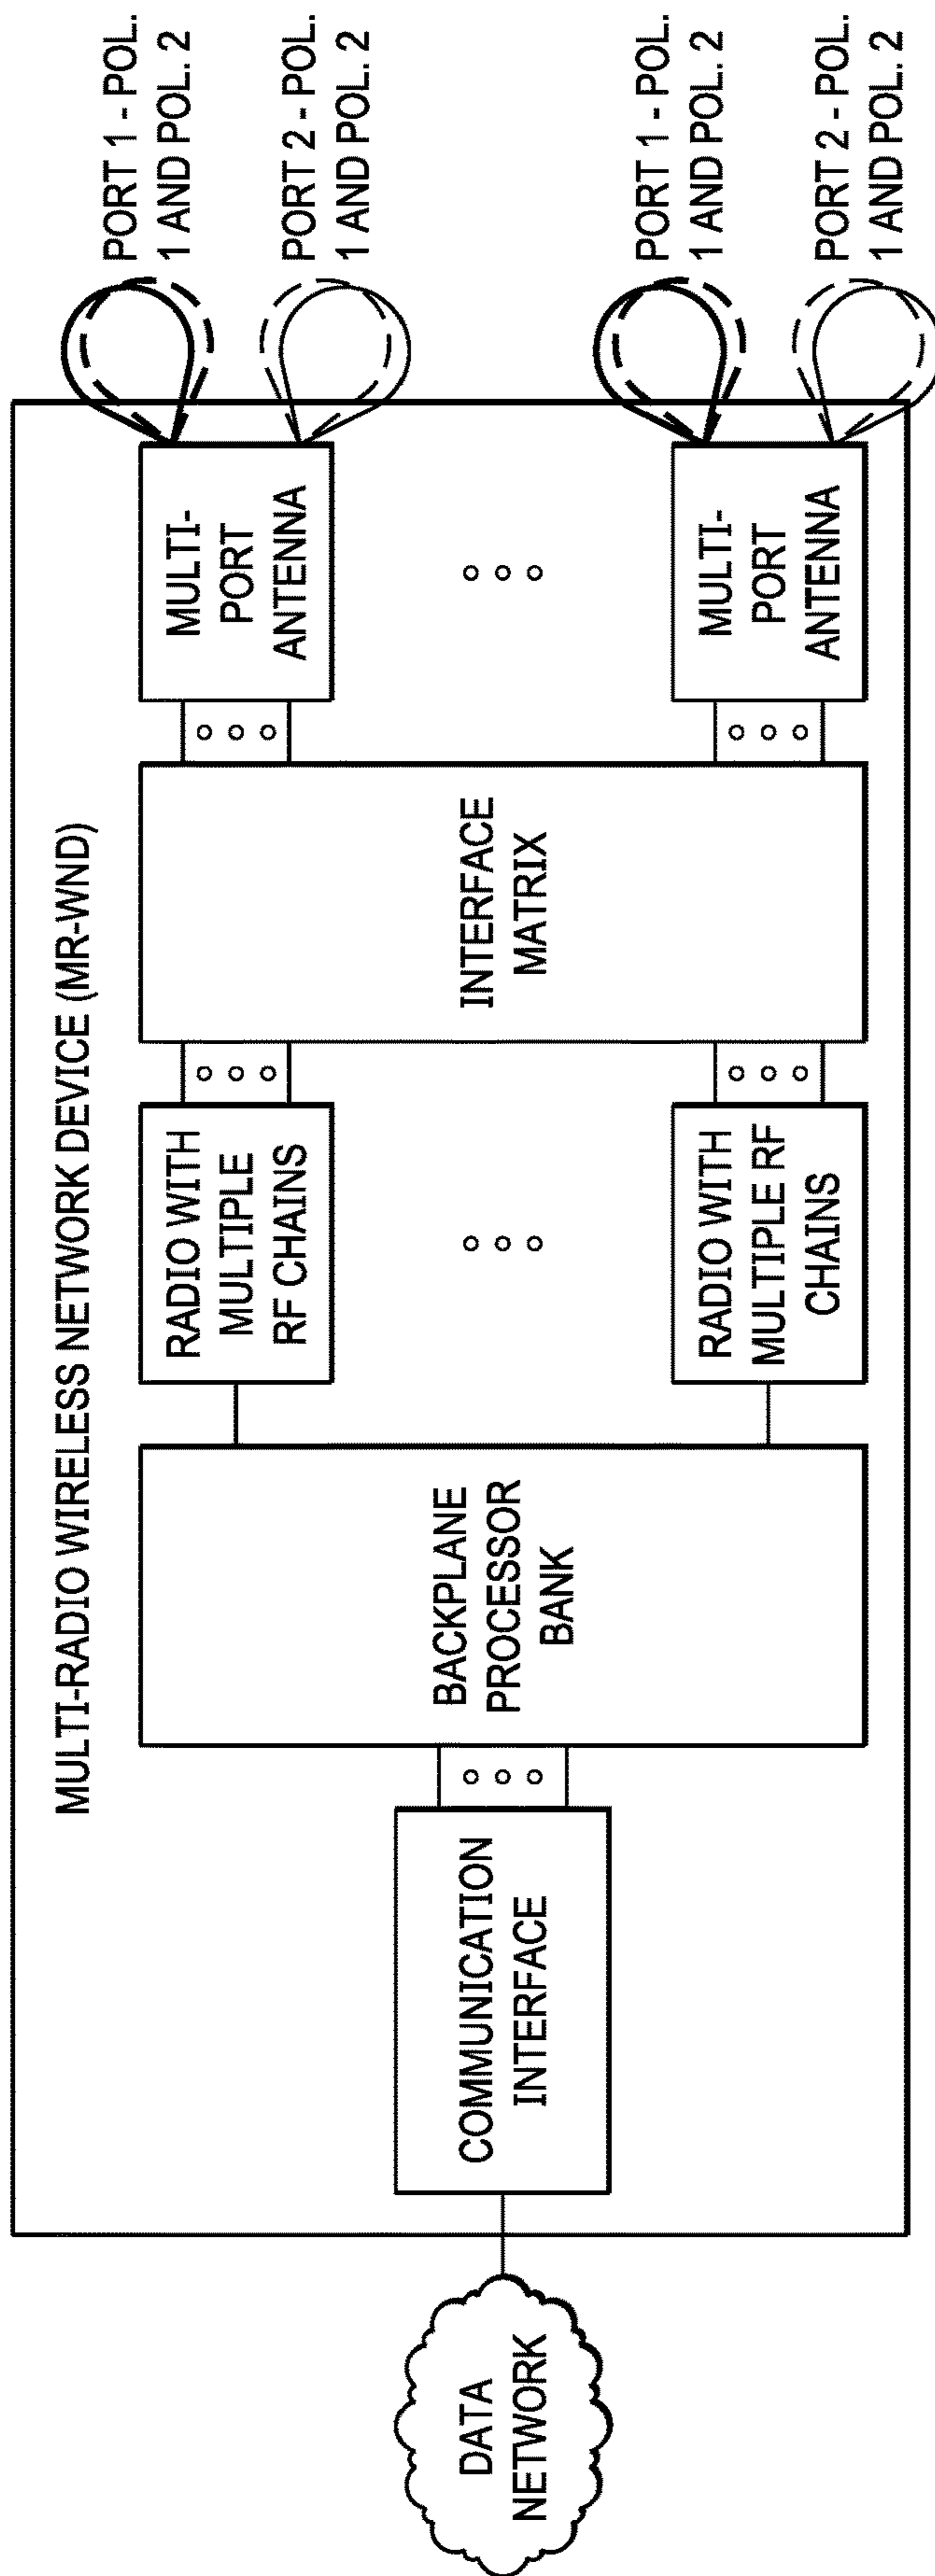 MULTI-RADIO WIRELESS NETWORK DEVICE (MR-WND)
DATA
NETWORK
COMMUNICATION
INTERFACE
BACKPLANE
PROCESSOR
BANK
RADIO WITH
MULTIPLE
RF CHAINS
RADIO WITH
MULTIPLE RF
CHAINS
INTERFACE
MATRIX
MULTI-
PORT
ANTENNA
MULTI-
PORT
ANTENNA
PORT 1 - POL.
1 AND POL. 2
PORT 2 - POL.
1 AND POL. 2
PORT 1 - POL.
1 AND POL. 2
PORT 2 - POL.
1 AND POL. 2